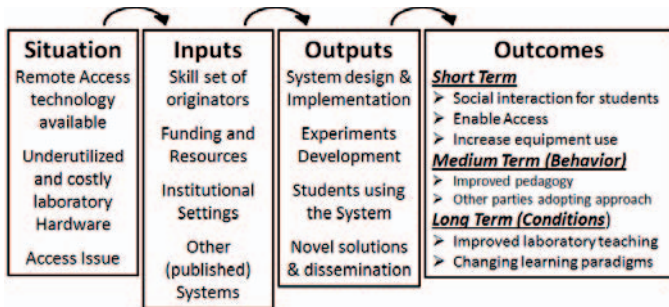 Situation
Remote Access
technology
available
Underutilized
and costly
laboratory
Hardware
Access Issue
Inputs
Skill set of
originators
Funding and
Resources
Institutional
Settings
Other
(published)
Systems
Outputs
System design &
Implementation
Experiments
Development
Students using
the System
Novel solutions
& dissemination
Outcomes
Short Term
➢ Social interaction for students
➢ Enable Access
➢ Increase equipment use
Medium Term (Behavior)
➢ Improved pedagogy
➢ Other parties adopting approach
Long Term (Conditions)
➢ Improved laboratory teaching
➢ Changing learning paradigms